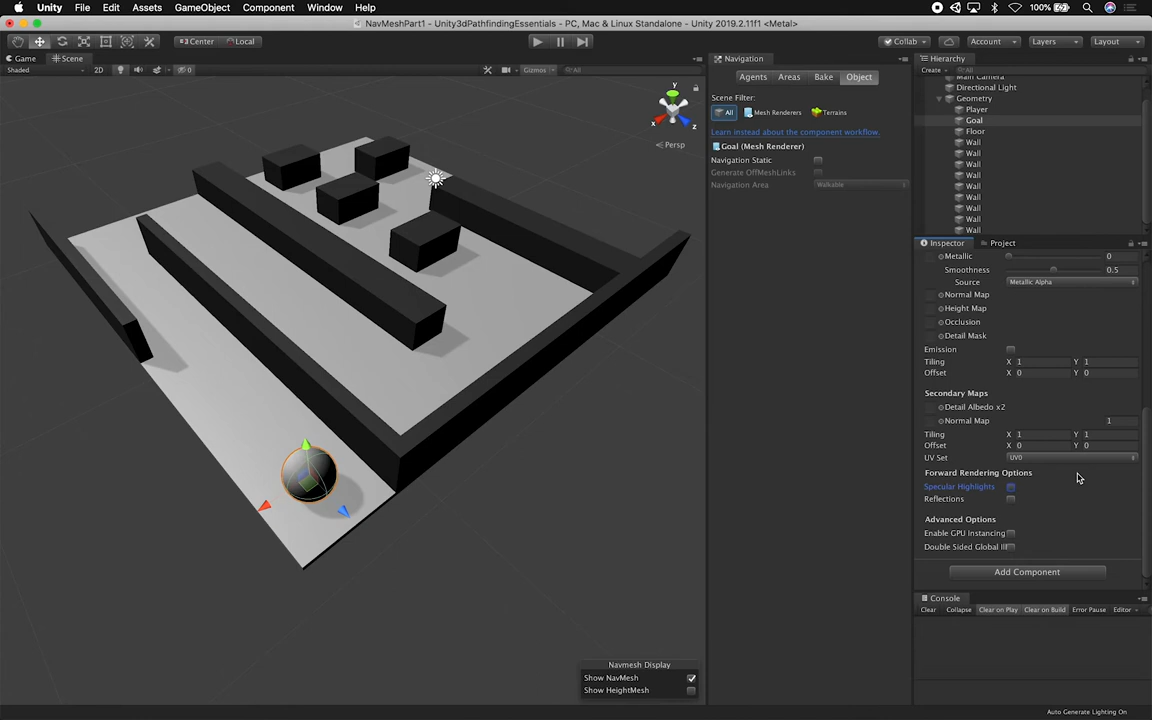 Unity File Edit Assets GameObject Component Window Help 100%
NavMeshPart1 - Unity3dPathfindingEssentials - PC, Mac & Linux Standalone - Unity 2019.2.11f1 <Metal>
Center Local Collab Account Layers Layout
Game Scene
Shaded 2D 0 Gizmos All
y
x z
Persp
Navigation
Agents Areas Bake Object
Scene Filter:
All Mesh Renderers Terrains
Learn instead about the component workflow.
Goal (Mesh Renderer)
Navigation Static
Generate OffMeshLinks
Navigation Area Walkable
Hierarchy
Create All
Main Camera
Directional Light
Geometry
Player
Goal
Floor
Wall
Wall
Wall
Wall
Wall
Wall
Wall
Wall
Wall
Inspector Project
Metallic 0
Smoothness 0.5
Source Metallic Alpha
Normal Map
Height Map
Occlusion
Detail Mask
Emission
Tiling X 1 Y 1
Offset X 0 Y 0
Secondary Maps
Detail Albedo x2
Normal Map 1
Tiling X 1 Y 1
Offset X 0 Y 0
UV Set UV0
Forward Rendering Options
Specular Highlights
Reflections
Advanced Options
Enable GPU Instancing
Double Sided Global Ill
Add Component
Console
Clear Collapse Clear on Play Clear on Build Error Pause Editor
Navmesh Display
Show NavMesh
Show HeightMesh
Auto Generate Lighting On